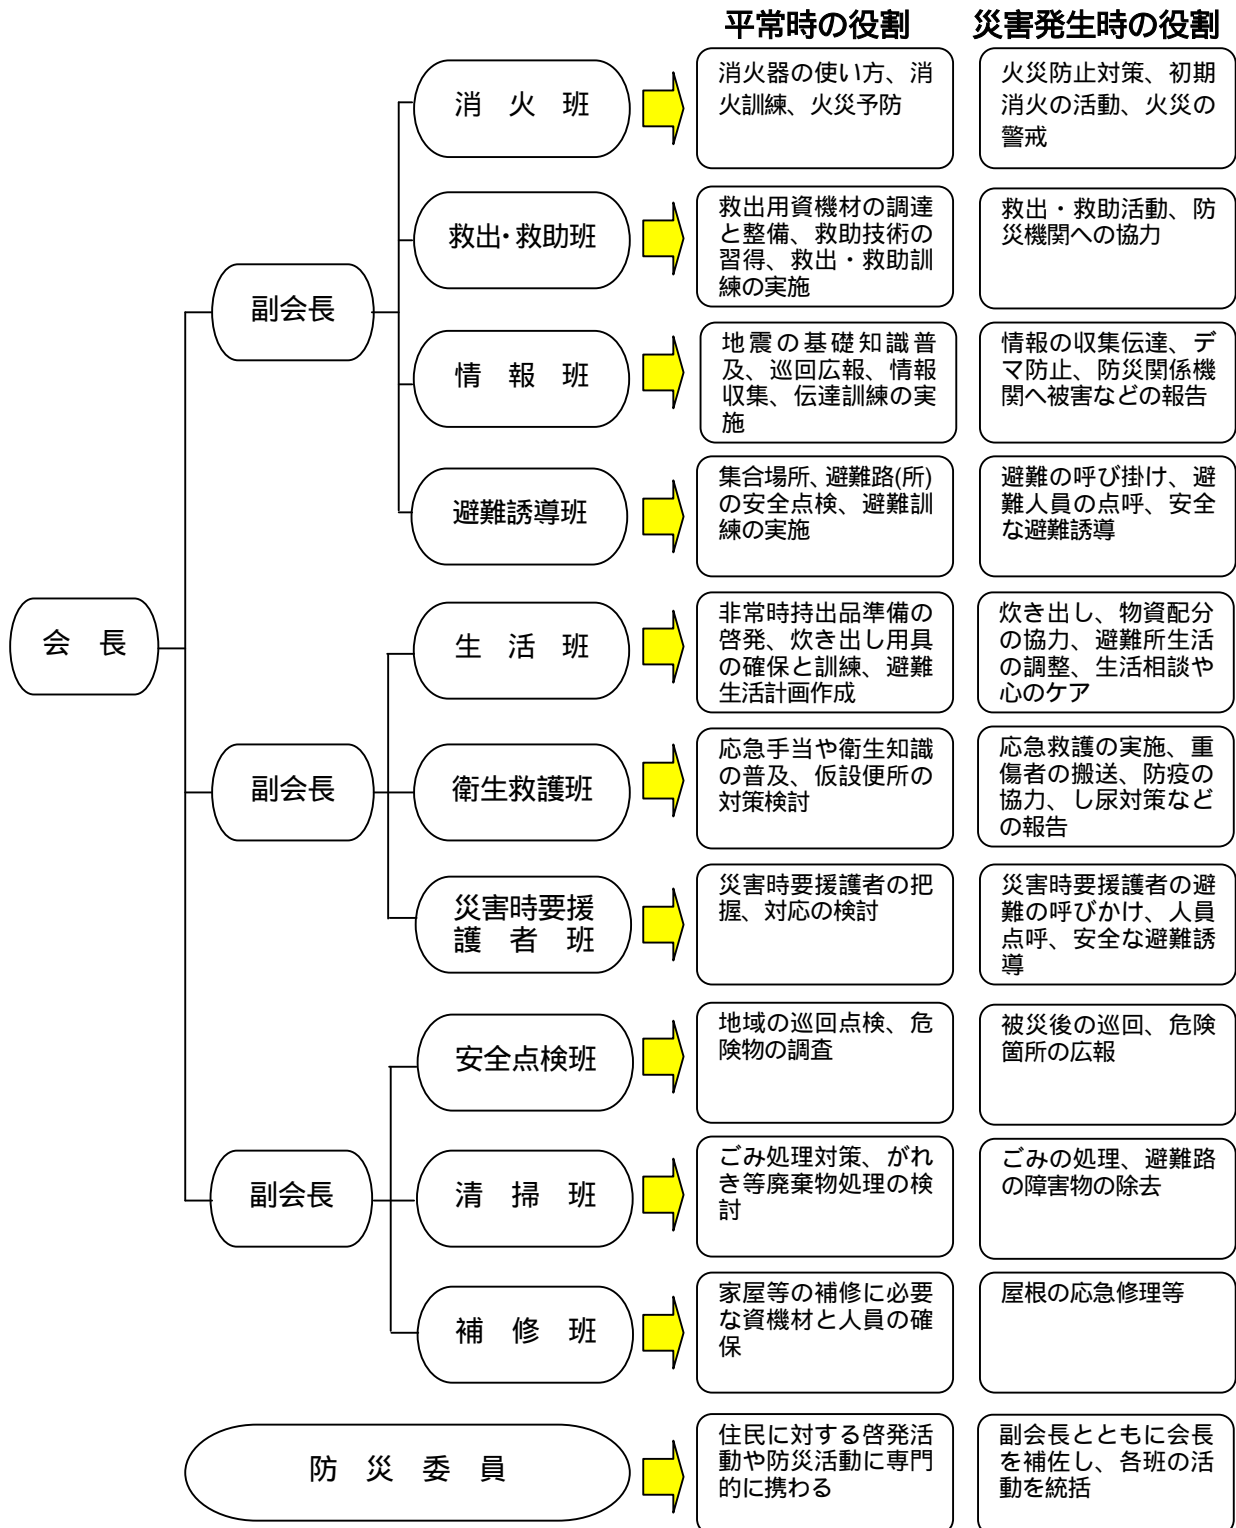 平常時の役割
災害発生時の役割
消　火　班
消火器の使い方、消
火訓練、火災予防
火災防止対策、初期
消火の活動、火災の
警戒
救出・救助班
救出用資機材の調達
と整備、救助技術の
習得、救出・救助訓
練の実施
救出・救助活動、防
災機関への協力
副会長
情　報　班
地震の基礎知識普
及、巡回広報、情報
収集、伝達訓練の実
施
情報の収集伝達、デ
マ防止、防災関係機
関へ被害などの報告
避難誘導班
集合場所、避難路(所)
の安全点検、避難訓
練の実施
避難の呼び掛け、避
難人員の点呼、安全
な避難誘導
会　長
生　活　班
非常時持出品準備の
啓発、炊き出し用具
の確保と訓練、避難
生活計画作成
炊き出し、物資配分
の協力、避難所生活
の調整、生活相談や
心のケア
副会長
衛生救護班
応急手当や衛生知識
の普及、仮設便所の
対策検討
応急救護の実施、重
傷者の搬送、防疫の
協力、し尿対策など
の報告
災害時要援
護　者　班
災害時要援護者の把
握、対応の検討
災害時要援護者の避
難の呼びかけ、人員
点呼、安全な避難誘
導
安全点検班
地域の巡回点検、危
険物の調査
被災後の巡回、危険
箇所の広報
副会長
清　掃　班
ごみ処理対策、がれ
き等廃棄物処理の検
討
ごみの処理、避難路
の障害物の除去
補　修　班
家屋等の補修に必要
な資機材と人員の確
保
屋根の応急修理等
防　災　委　員
住民に対する啓発活
動や防災活動に専門
的に携わる
副会長とともに会長
を補佐し、各班の活
動を統括